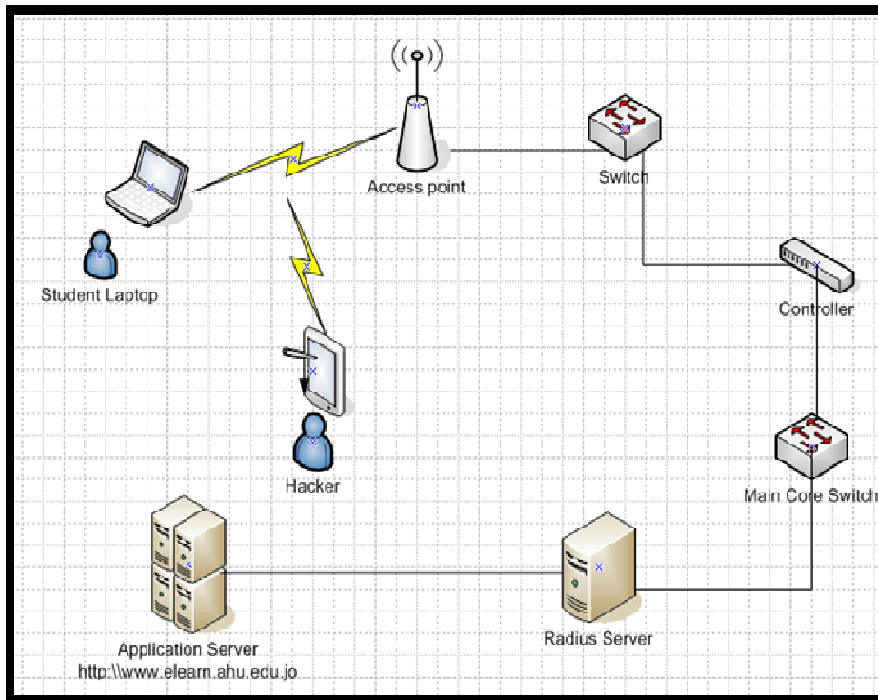 Access point
Switch
Student Laptop
Controller
Hacker
Main Core Switch
Application Server
http:\\www.elearn.ahu.edu.jo
Radius Server